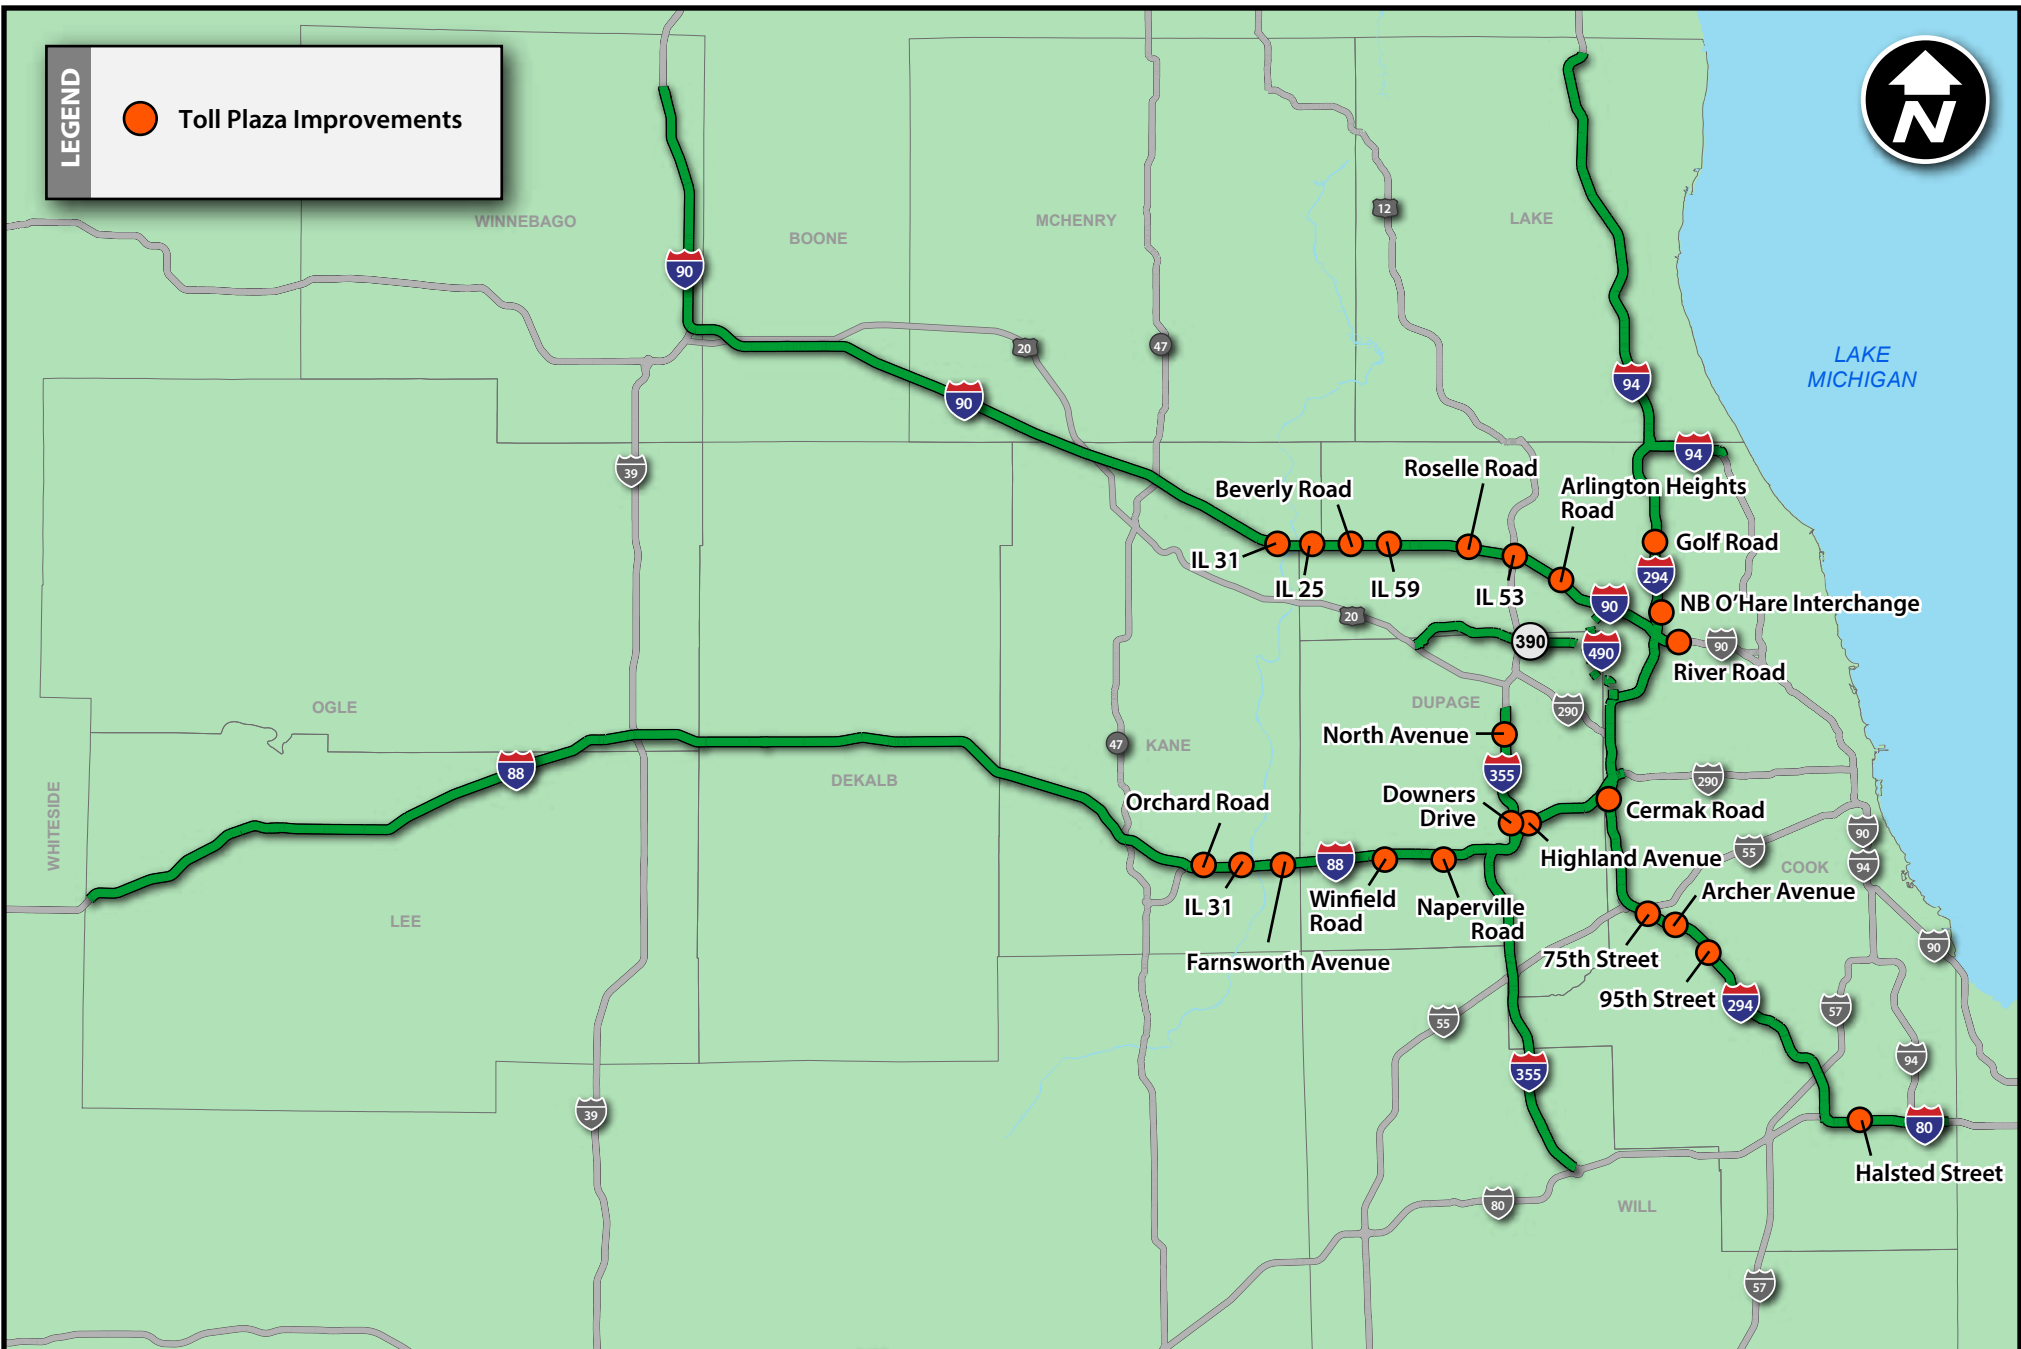 LEGEND
Toll Plaza Improvements
N
WINNEBAGO
BOONE
MCHENRY
LAKE
12
90
20
47
LAKE
MICHIGAN
94
90
39
94
Roselle Road
Beverly Road
Arlington Heights
Road
IL 31
IL 25
IL 59
IL 53
Golf Road
294
90
NB O'Hare Interchange
20
390
490
90
River Road
OGLE
DUPAGE
290
North Avenue
47
KANE
88
DEKALB
355
290
WHITESIDE
Orchard Road
Downers
Drive
Cermak Road
90
Highland Avenue
55
88
94
COOK
IL 31
Winfield
Road
Naperville
Road
Archer Avenue
LEE
Farnsworth Avenue
75th Street
90
95th Street
294
55
57
94
355
39
80
Halsted Street
80
WILL
57